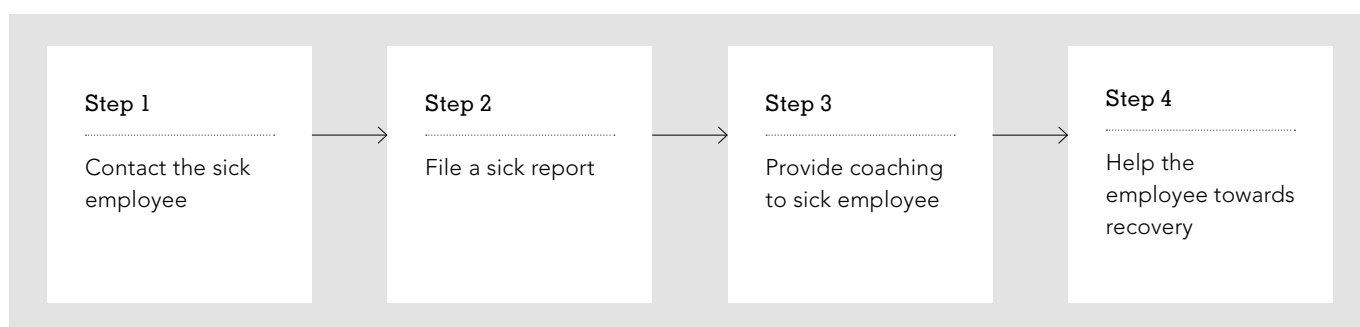 Step 1
Contact the sick
employee
Step 2
File a sick report
Step 3
Provide coaching
to sick employee
Step 4
Help the
employee towards
recovery